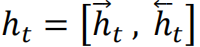 h_t = [\overrightarrow{h}_t , \overleftarrow{h}_t]